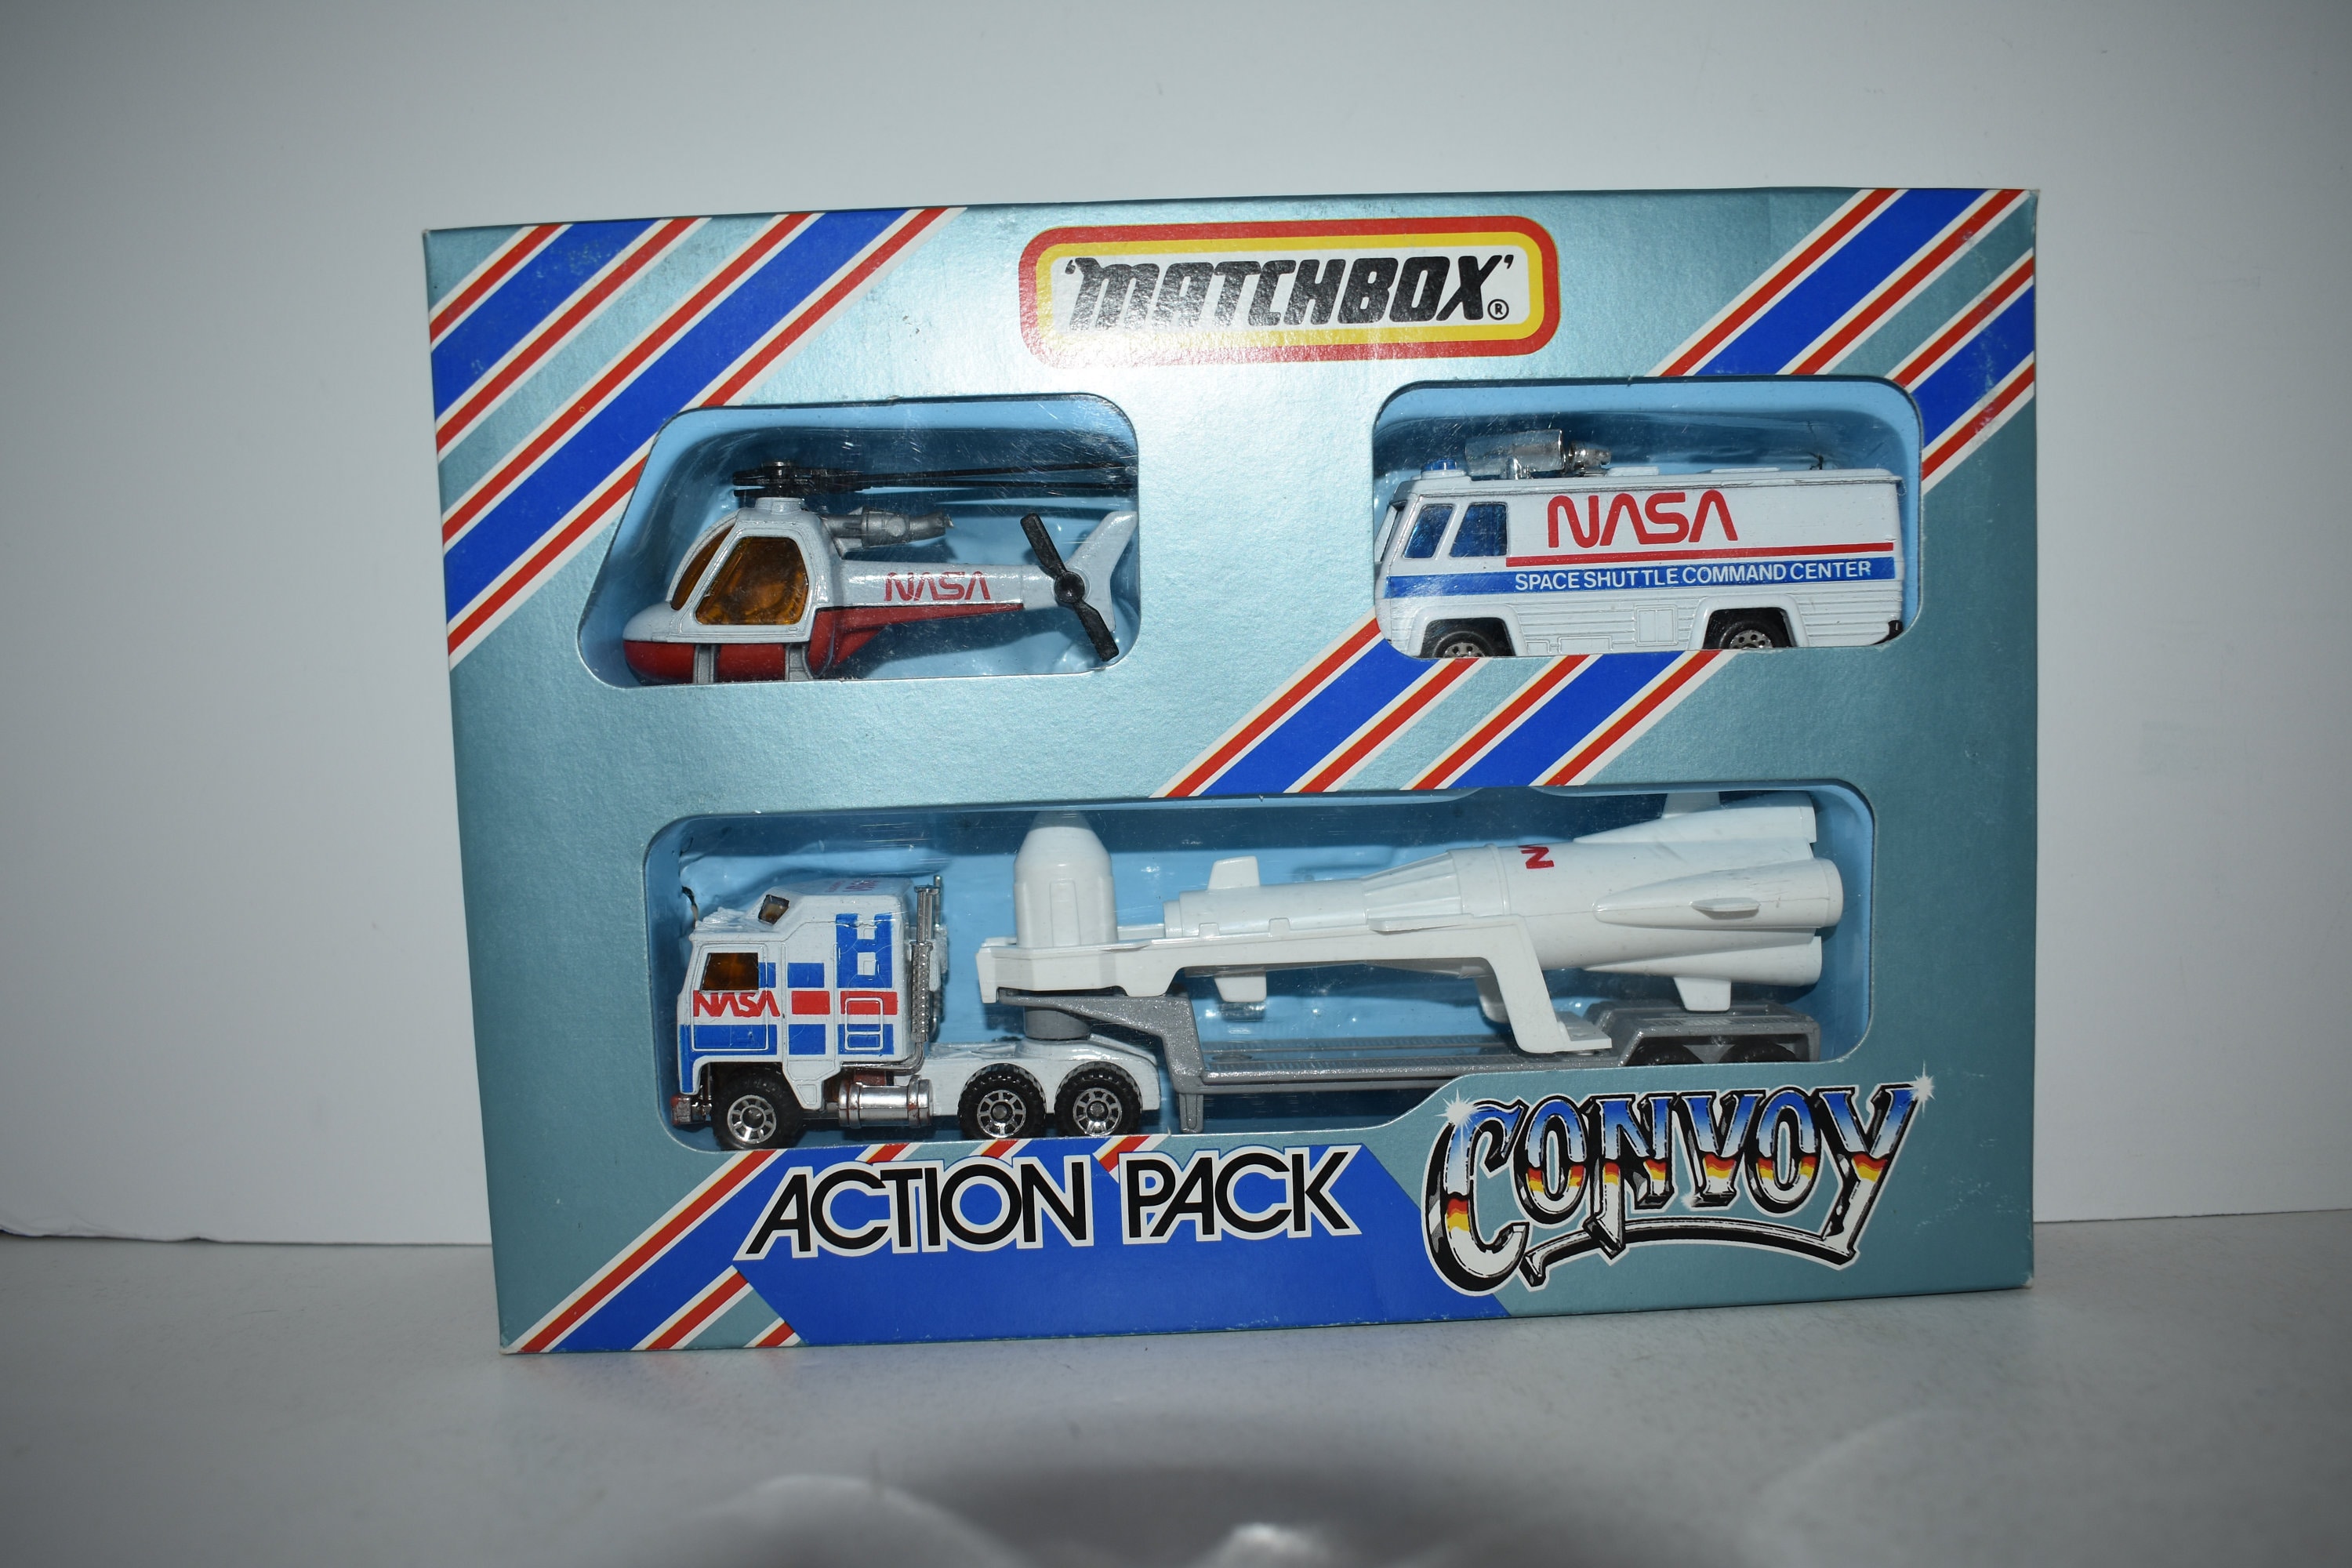 'MATCHBOX'®
NASA
NASA
SPACE SHUTTLE COMMAND CENTER
N
NASA
ACTION PACK
CONVOY